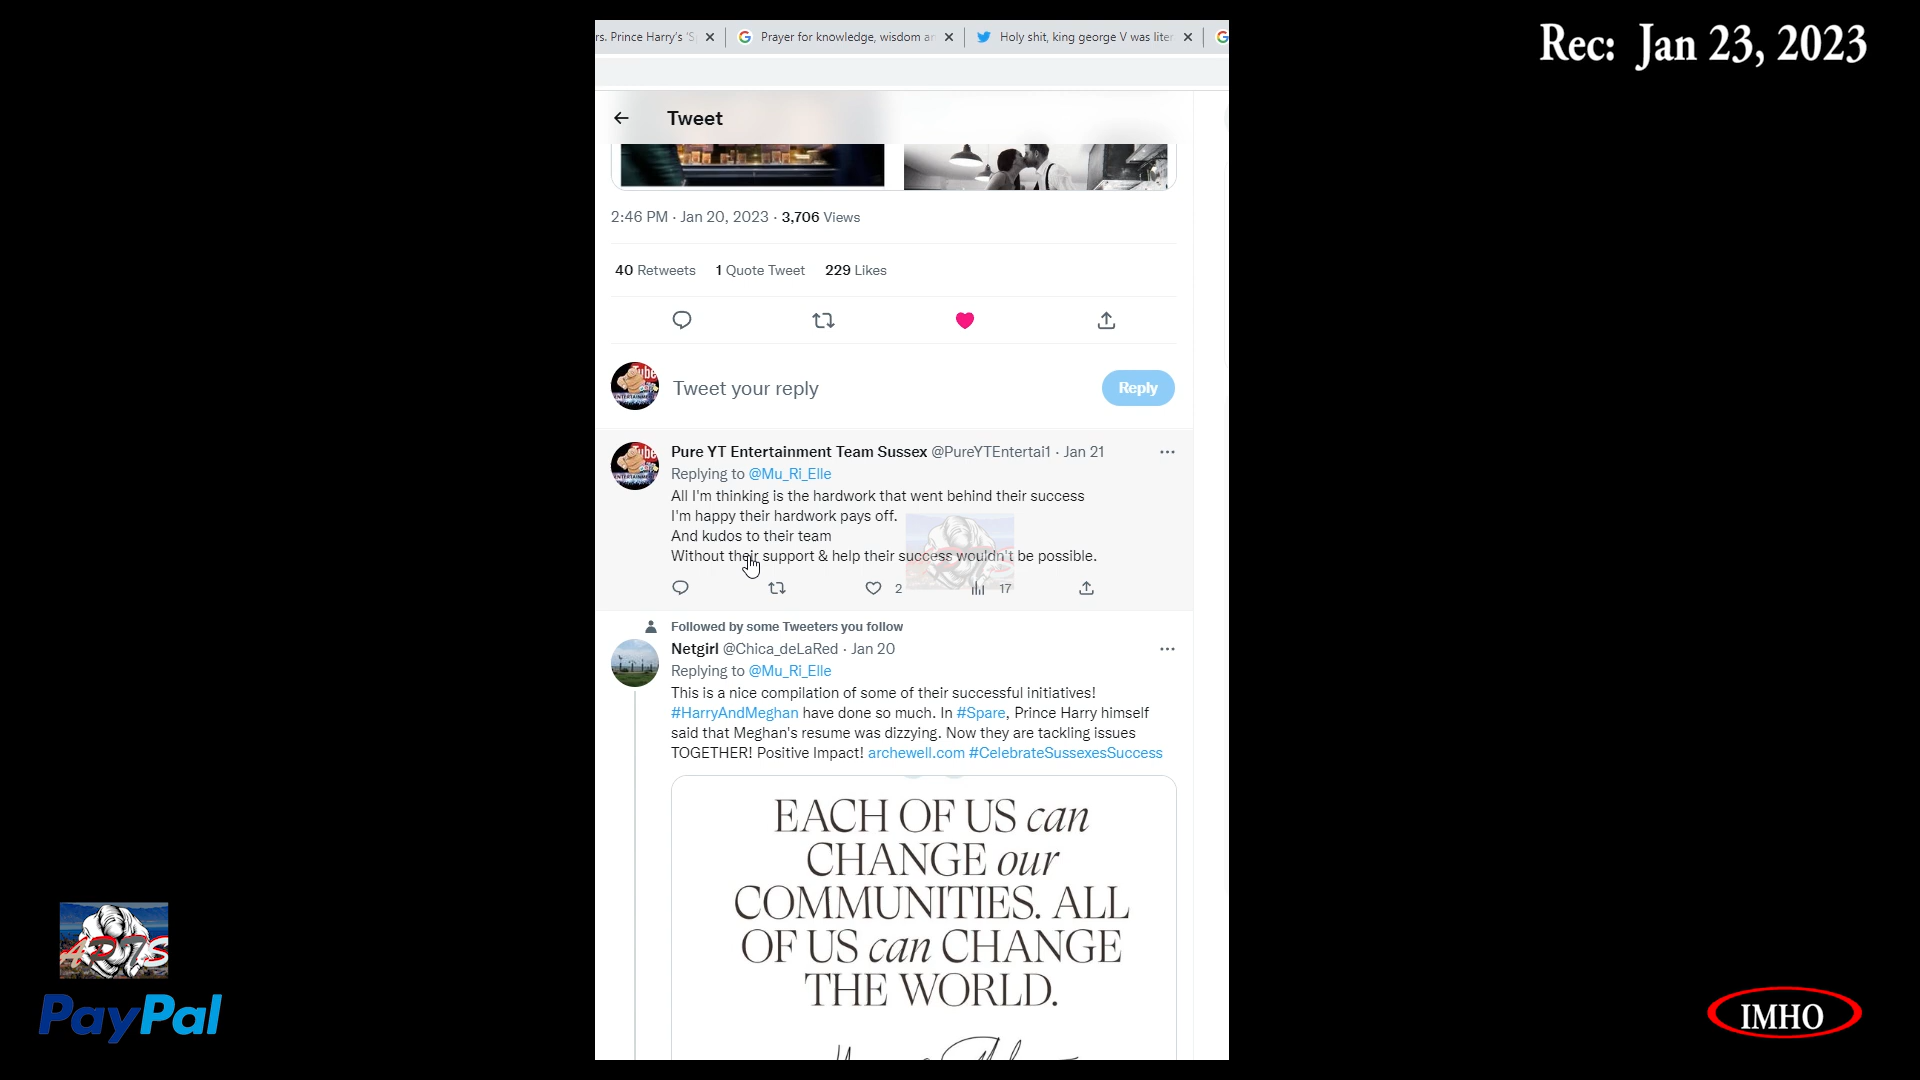 Rec: Jan 23, 2023
rs. Prince Harry's 'S
Prayer for knowledge, wisdom an
Holy shit, king george V was liter
Tweet
2:46 PM · Jan 20, 2023 · 3,706 Views
40 Retweets 1 Quote Tweet 229 Likes
Tweet your reply
Reply
Pure YT Entertainment Team Sussex @PureYTEntertai1 · Jan 21
Replying to @Mu_Ri_Elle
All I'm thinking is the hardwork that went behind their success
I'm happy their hardwork pays off.
And kudos to their team
Without their support & help their success wouldn't be possible.
2 17
Followed by some Tweeters you follow
Netgirl @Chica_deLaRed · Jan 20
Replying to @Mu_Ri_Elle
This is a nice compilation of some of their successful initiatives!
#HarryAndMeghan have done so much. In #Spare, Prince Harry himself
said that Meghan's resume was dizzying. Now they are tackling issues
TOGETHER! Positive Impact! archewell.com #CelebrateSussexesSuccess
EACH OF US can
CHANGE our
COMMUNITIES. ALL
OF US can CHANGE
THE WORLD.
PayPal
IMHO